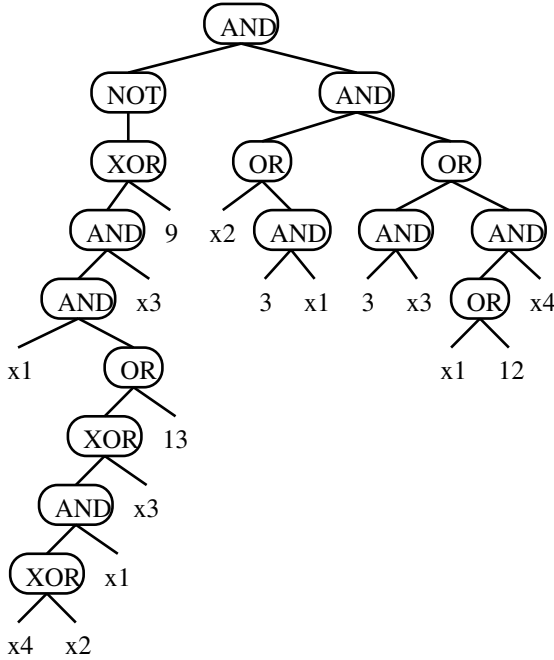 AND
NOT AND
XOR OR OR
AND 9 x2 AND AND AND
AND x3 3 x1 3 x3 OR x4
x1 OR x1 12
XOR 13
AND x3
XOR x1
x4 x2